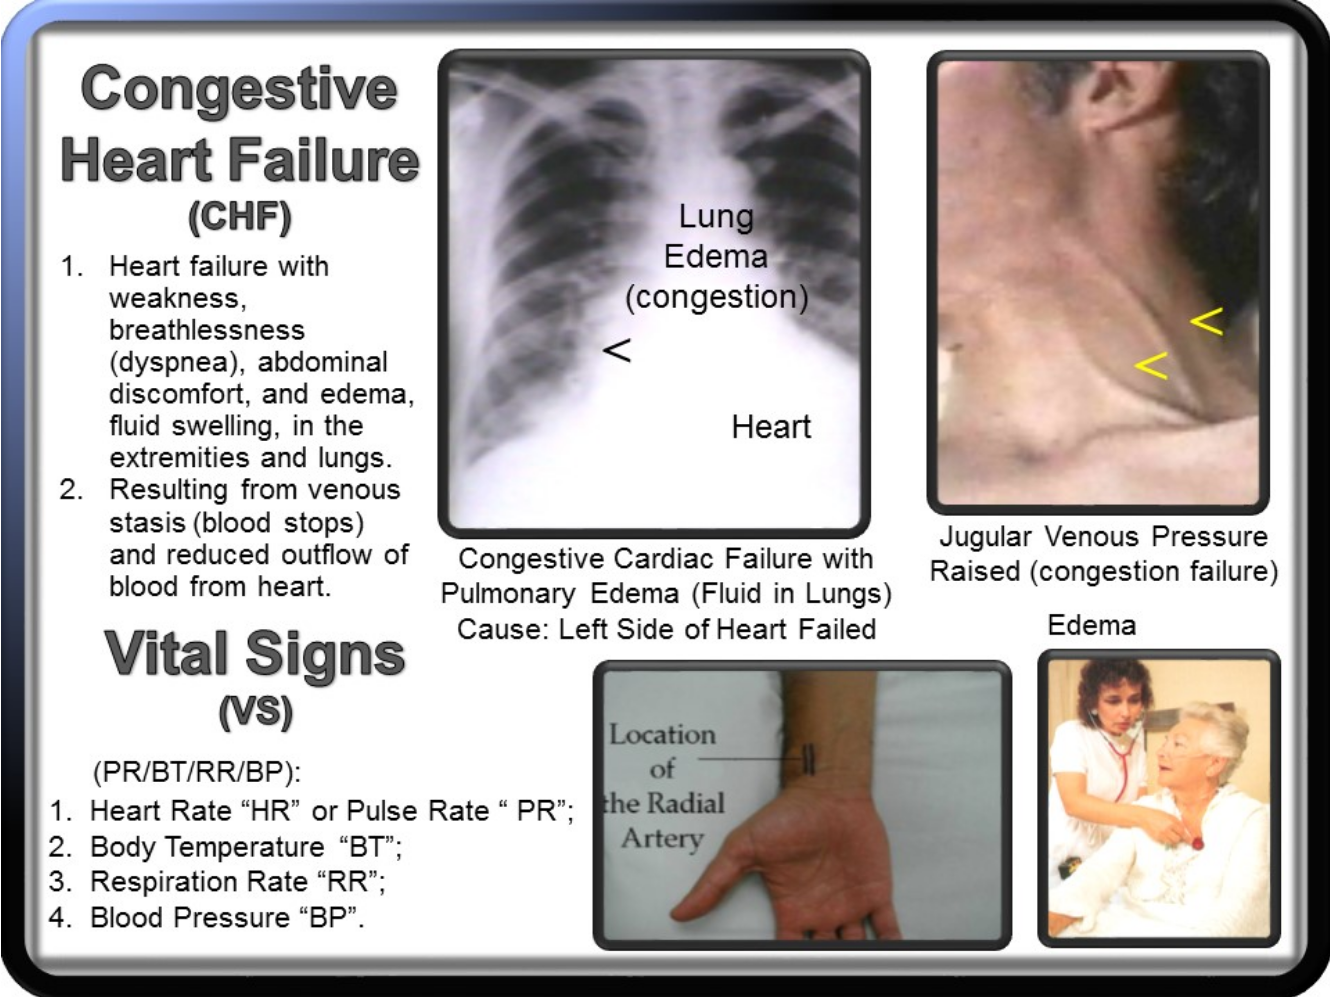 Congestive
Heart Failure
(CHF)
1. Heart failure with
weakness,
breathlessness
(dyspnea), abdominal
discomfort, and edema,
fluid swelling, in the
extremities and lungs.
2. Resulting from venous
stasis (blood stops)
and reduced outflow of
blood from heart.
Lung
Edema
(congestion)
<
Heart
Congestive Cardiac Failure with
Pulmonary Edema (Fluid in Lungs)
Cause: Left Side of Heart Failed
<
<
Jugular Venous Pressure
Raised (congestion failure)
Edema
Vital Signs
(VS)
(PR/BT/RR/BP):
1. Heart Rate “HR” or Pulse Rate “ PR”;
2. Body Temperature “BT”;
3. Respiration Rate “RR”;
4. Blood Pressure “BP”.
Location
of
the Radial
Artery